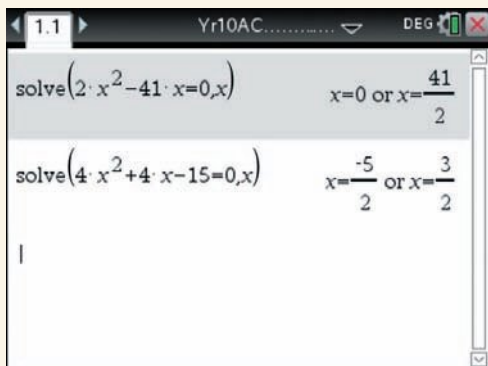 1.1 Yr10AC............ DEG
solve(2·x²−41·x=0,x) x=0 or x=41/2
solve(4·x²+4·x−15=0,x) x=-5/2 or x=3/2